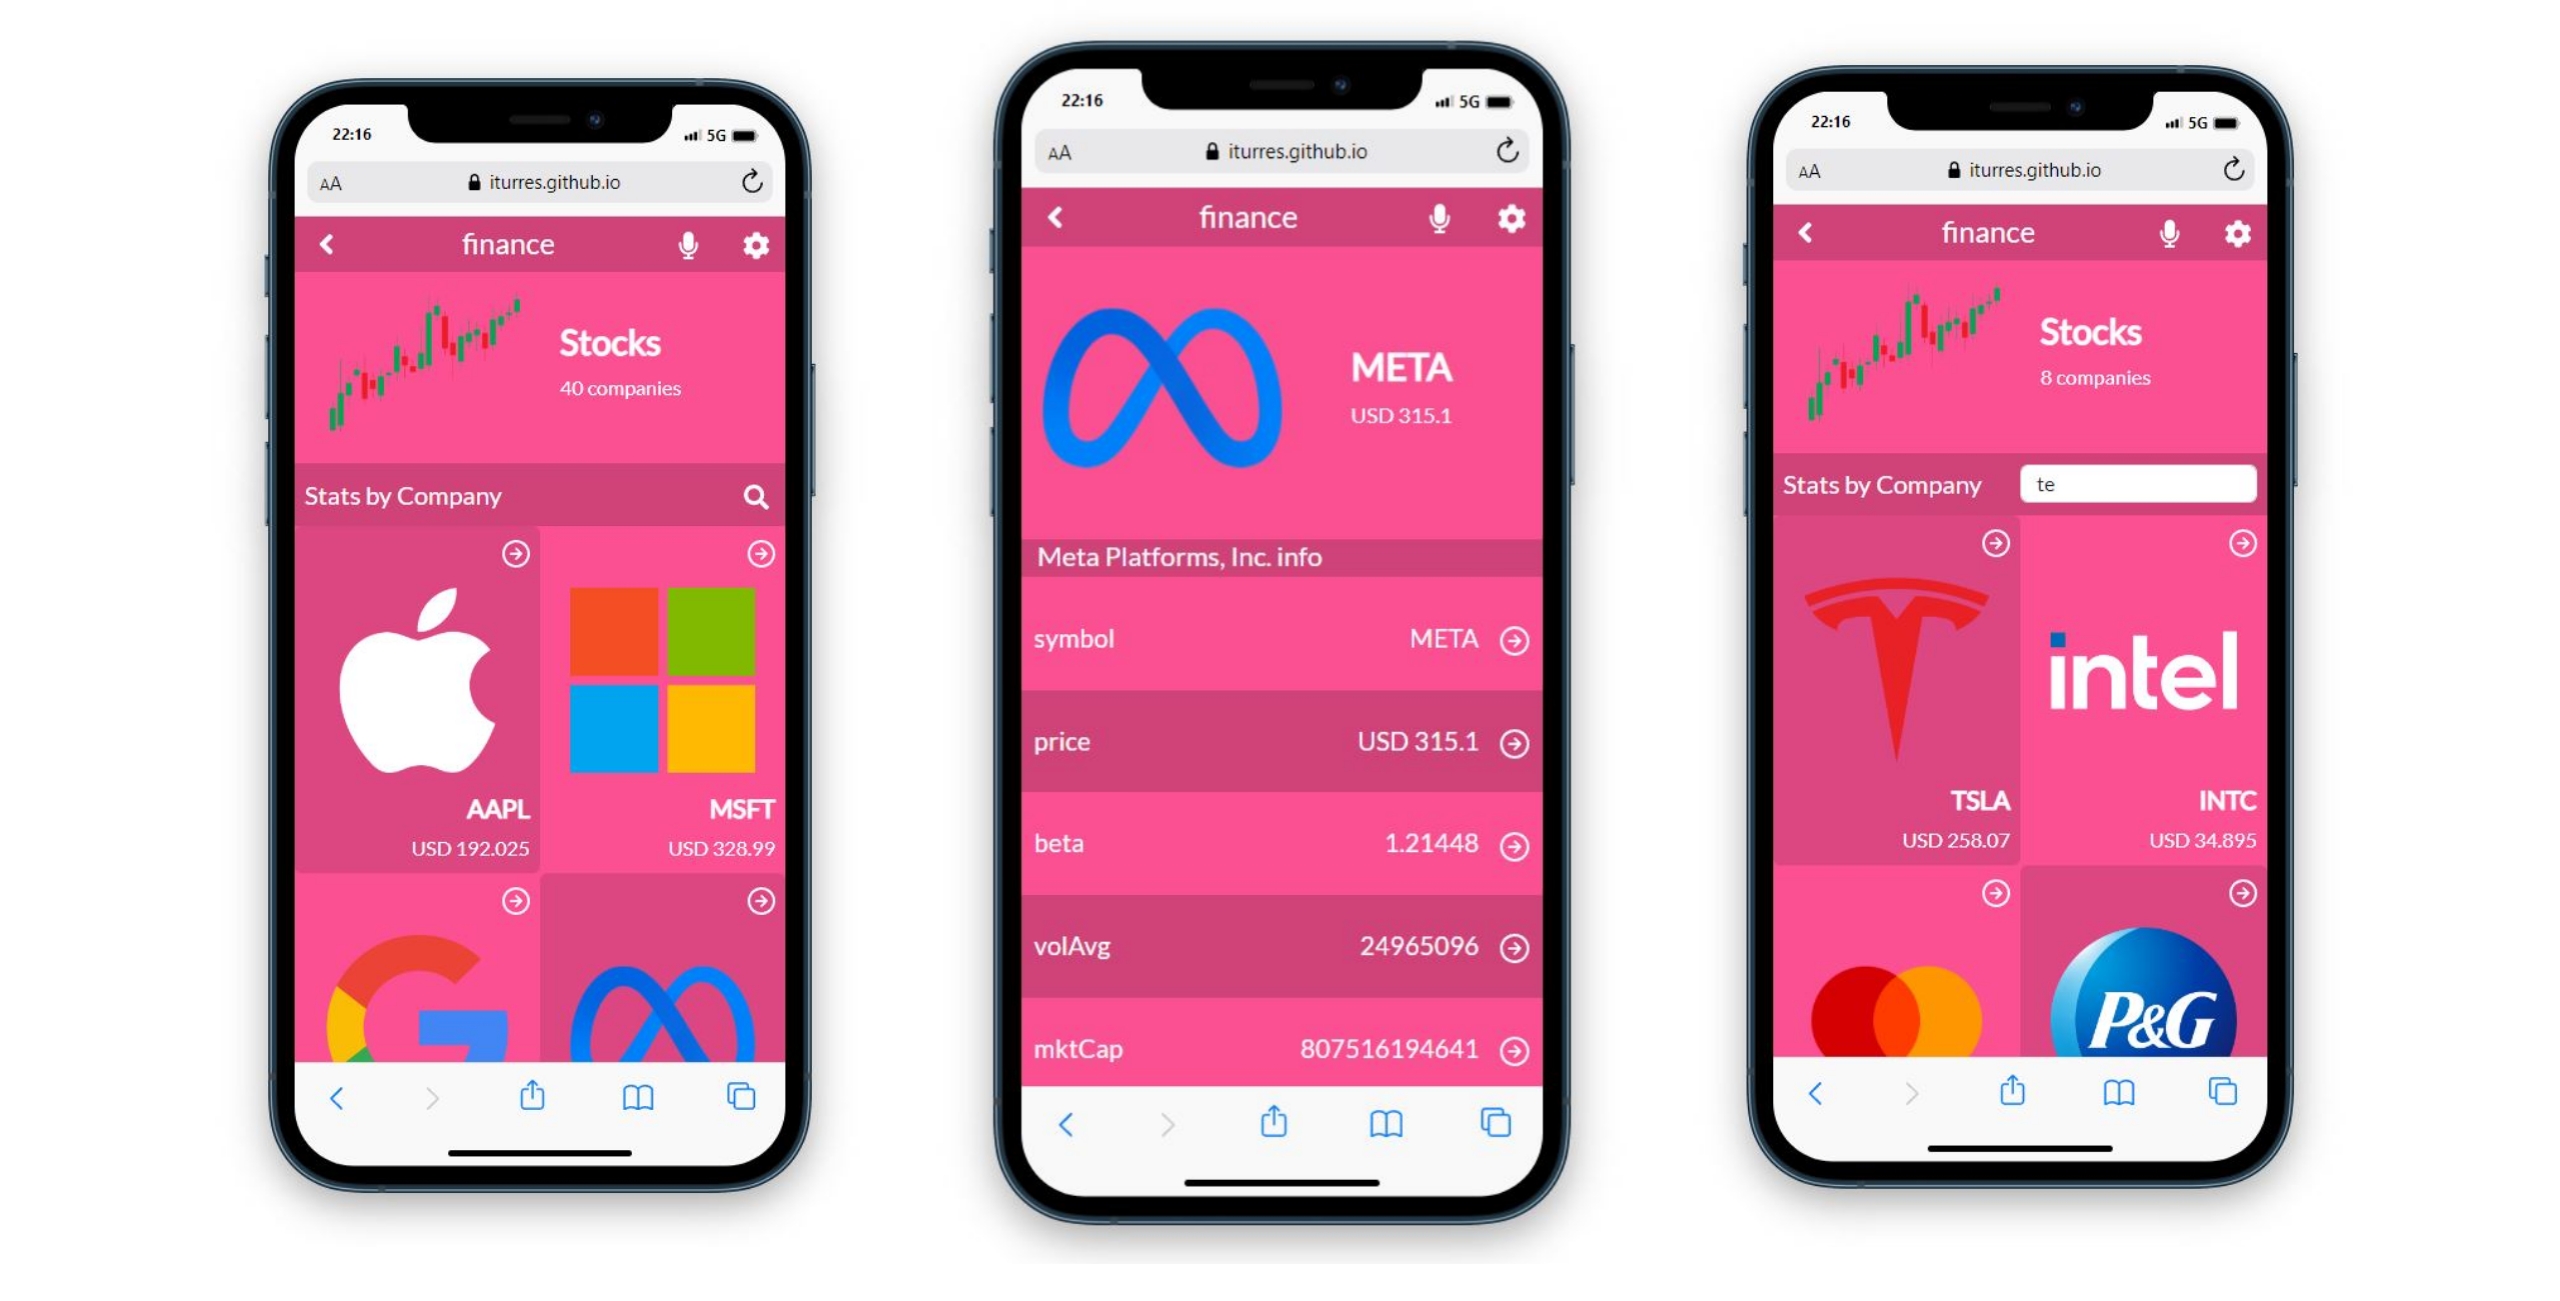 22:16
5G
AA
iturres.github.io
finance
Stocks
40 companies
Stats by Company
AAPL
USD 192.025
MSFT
USD 328.99
22:16
5G
AA
iturres.github.io
finance
META
USD 315.1
Meta Platforms, Inc. info
symbol META
price USD 315.1
beta 1.21448
volAvg 24965096
mktCap 807516194641
22:16
5G
AA
iturres.github.io
finance
Stocks
8 companies
Stats by Company
te
TSLA
USD 258.07
intel
INTC
USD 34.895
P&G